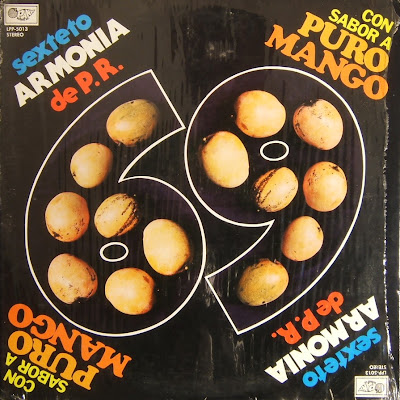 LPP-5013
STEREO
sexteto
ARMONIA
de P.R.
CON
SABOR A
PURO
MANGO
69
CON
SABOR A
PURO
MANGO
sexteto
ARMONIA
de P.R.
LPP-5013
STEREO